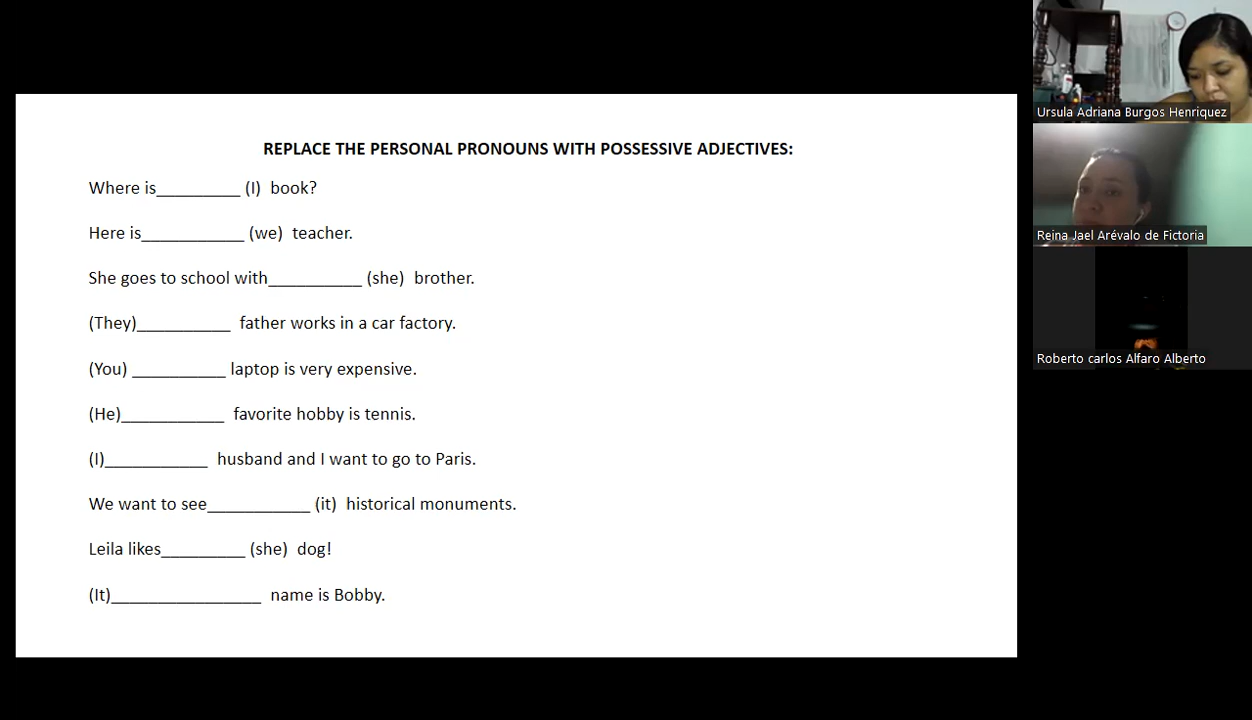 REPLACE THE PERSONAL PRONOUNS WITH POSSESSIVE ADJECTIVES:
Where is_________ (I) book?
Here is___________ (we) teacher.
She goes to school with__________ (she) brother.
(They)__________ father works in a car factory.
(You) __________ laptop is very expensive.
(He)___________ favorite hobby is tennis.
(I)___________ husband and I want to go to Paris.
We want to see___________ (it) historical monuments.
Leila likes_________ (she) dog!
(It)________________ name is Bobby.
Ursula Adriana Burgos Henriquez
Reina Jael Arévalo de Fictoria
Roberto carlos Alfaro Alberto